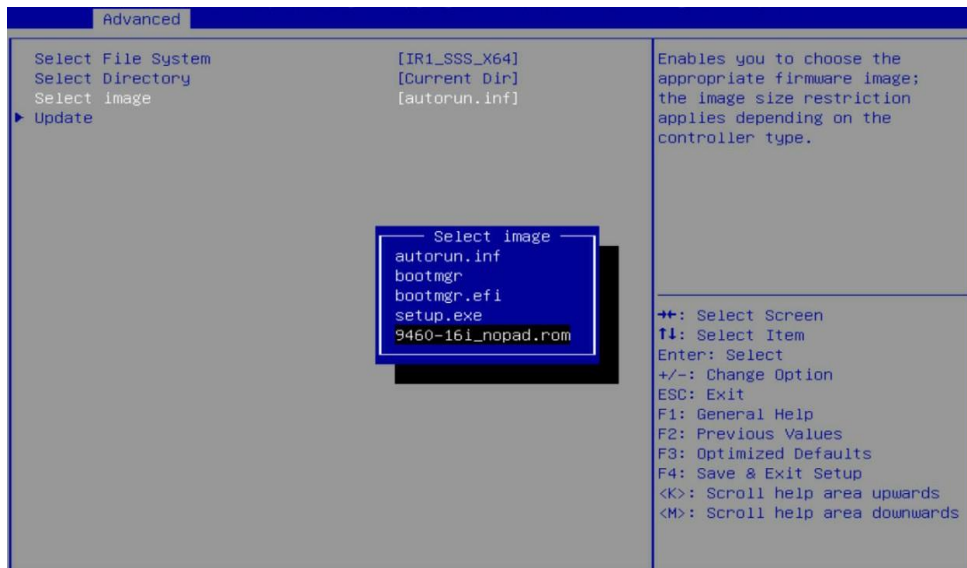 Advanced
Select File System [IR1_SSS_X64]
Select Directory [Current Dir]
Select image [autorun.inf]
▶ Update
Select image
autorun.inf
bootmgr
bootmgr.efi
setup.exe
9460-16i_nopad.rom
Enables you to choose the
appropriate firmware image;
the image size restriction
applies depending on the
controller type.
→←: Select Screen
↑↓: Select Item
Enter: Select
+/-: Change Option
ESC: Exit
F1: General Help
F2: Previous Values
F3: Optimized Defaults
F4: Save & Exit Setup
<K>: Scroll help area upwards
<M>: Scroll help area downwards